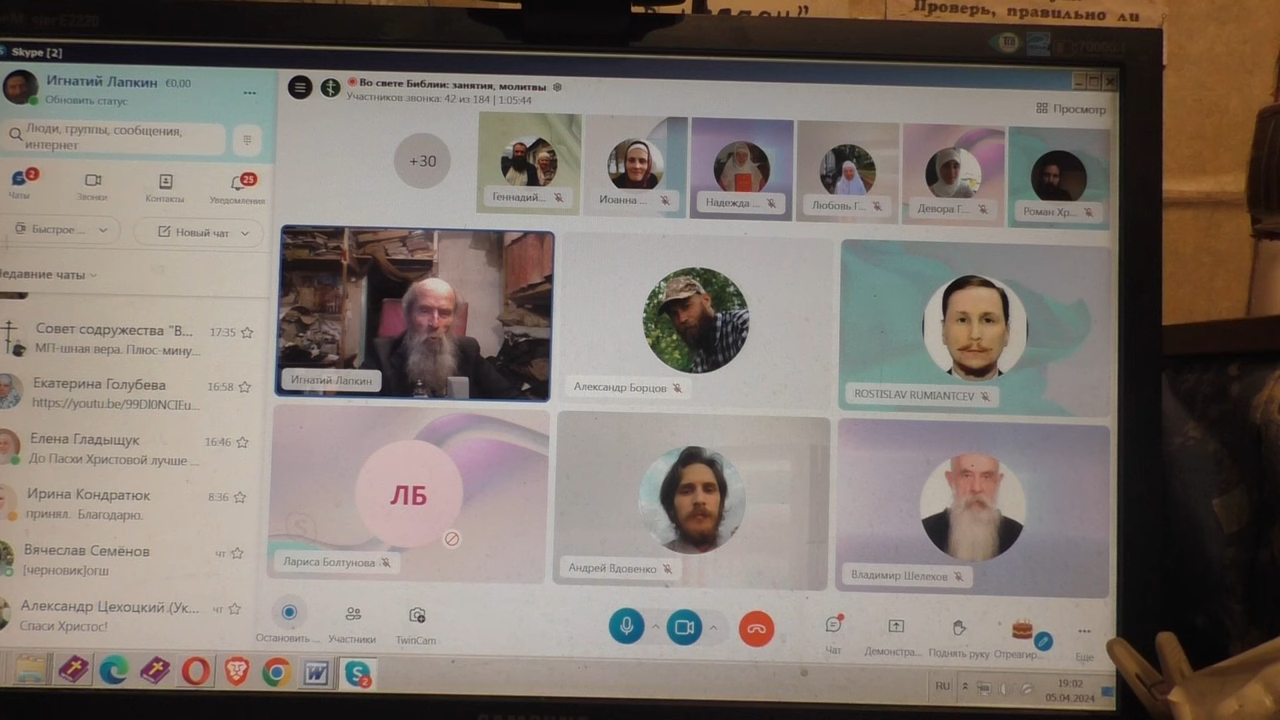 Проверь, правильно ли
Skype [2]
Игнатий Лапкин €0,00
Обновить статус
Люди, группы, сообщения,
интернет
2
25
Чаты
Звонки
Контакты
Уведомления
Быстрое ...
Новый чат
едавние чаты
Совет содружества "В... 17:35
МП-шная вера. Плюс-мину...
Екатерина Голубева 16:58
Елена Гладыщук 16:46
До Пасхи Христовой лучше ...
Ирина Кондратюк 8:36
принял. Благодарю.
Вячеслав Семёнов чт
[черновик]огш
Александр Цехоцкий (Ук... чт
Спаси Христос!
Во свете Библии: занятия, молитвы
Участников звонка: 42 из 184 | 1:05:44
Просмотр
+30
Геннадий...
Иоанна ...
Надежда ...
Любовь Г...
Девора Г...
Роман Хр...
Игнатий Лапкин
Александр Борцов
ROSTISLAV RUMIANTCEV
ЛБ
Лариса Болтунова
Андрей Вдовенко
Владимир Шелехов
Остановить ...
Участники
TwinCam
Чат
Демонстра...
Поднять руку
Отреагир...
Еще
2
RU
19:02
05.04.2024